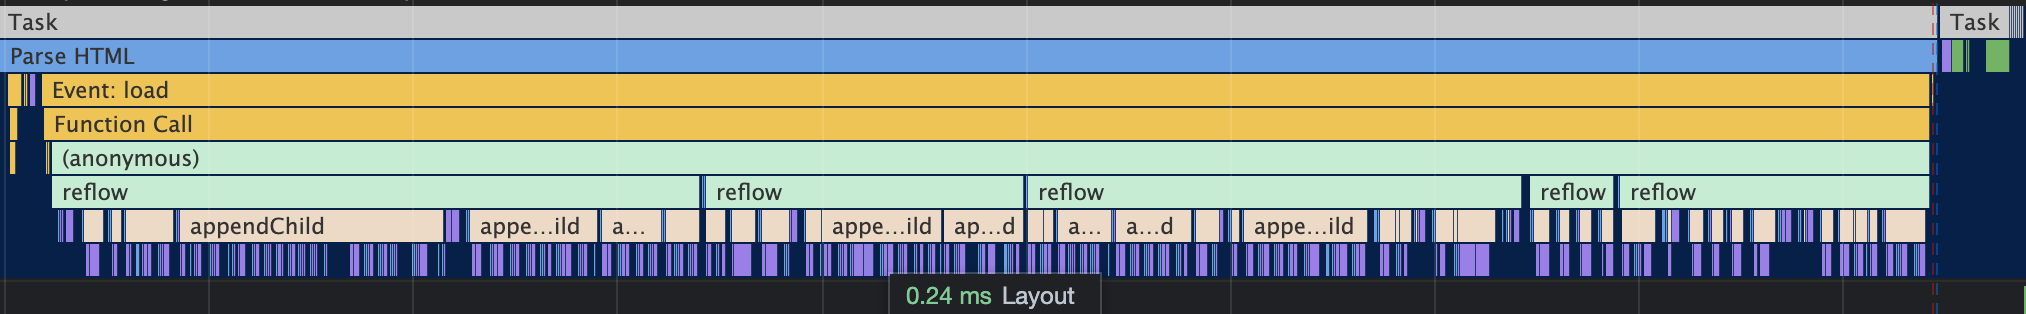 Task Task
Parse HTML
Event: load
Function Call
(anonymous)
reflow reflow reflow reflow reflow
appendChild appe...ild a... appe...ild ap...d a... a...d appe...ild
0.24 ms Layout